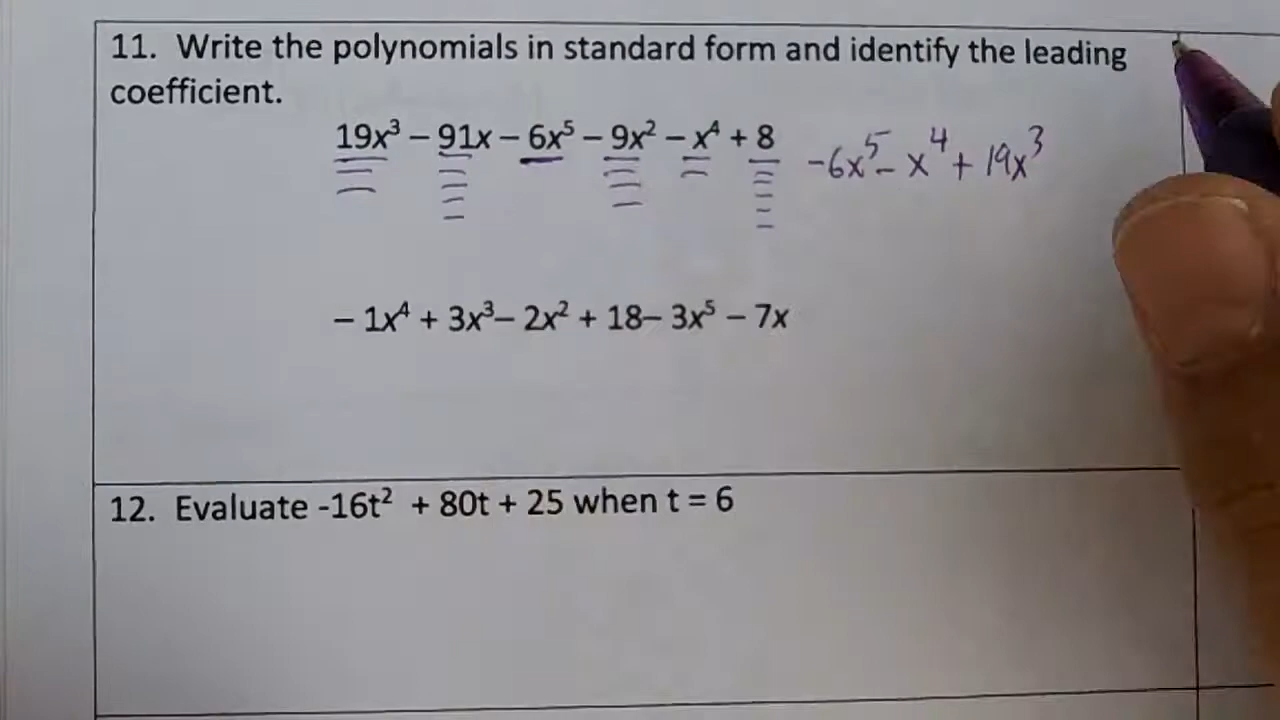 11. Write the polynomials in standard form and identify the leading
coefficient.
19x³ – 91x – 6x⁵ – 9x² – x⁴ + 8 -6x⁵ - x⁴ + 19x³
– 1x⁴ + 3x³– 2x² + 18– 3x⁵ – 7x
12. Evaluate -16t² + 80t + 25 when t = 6